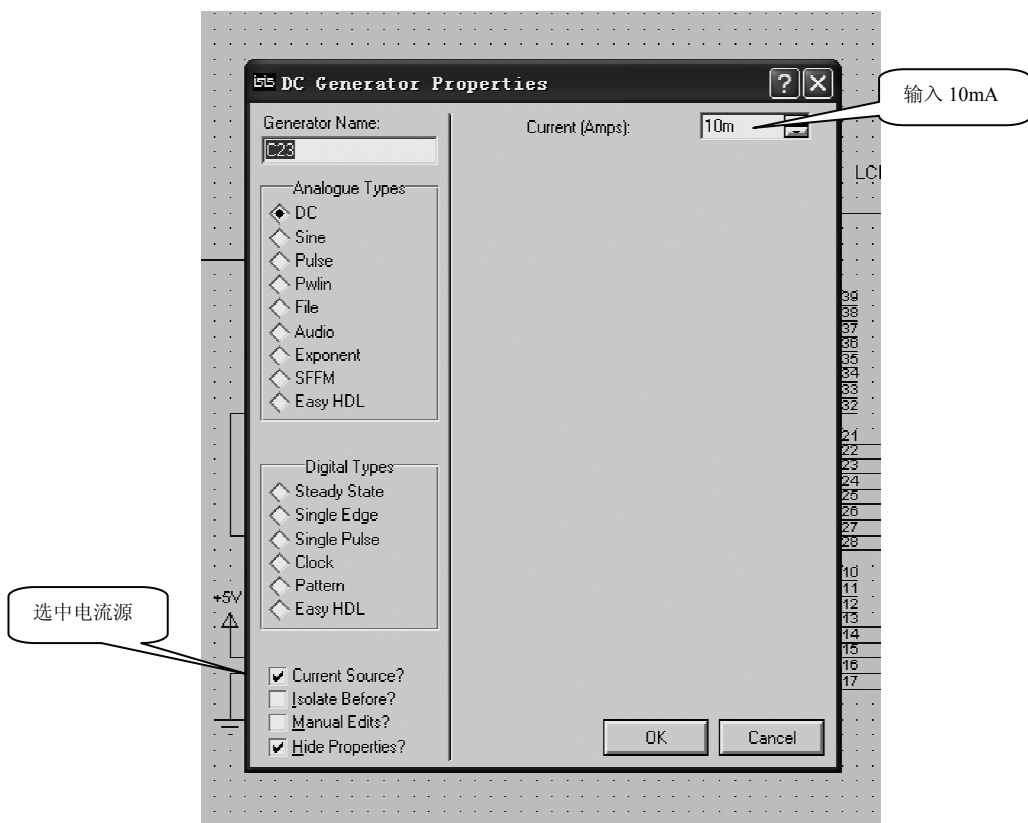 isis DC Generator Properties
? X
输入 10mA
Generator Name:
C23
Current (Amps):
10m
Analogue Types
DC
Sine
Pulse
Pwlin
File
Audio
Exponent
SFFM
Easy HDL
Digital Types
Steady State
Single Edge
Single Pulse
Clock
Pattern
Easy HDL
选中电流源
Current Source?
Isolate Before?
Manual Edits?
Hide Properties?
OK
Cancel
+5V
LCI
39
38
37
36
35
34
33
32
21
22
23
24
25
26
27
28
10
11
12
13
14
15
16
17